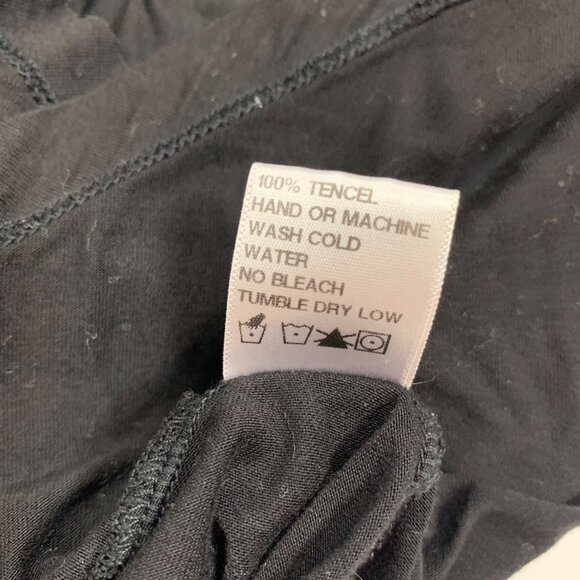 100% TENCEL
HAND OR MACHINE
WASH COLD
WATER
NO BLEACH
TUMBLE DRY LOW